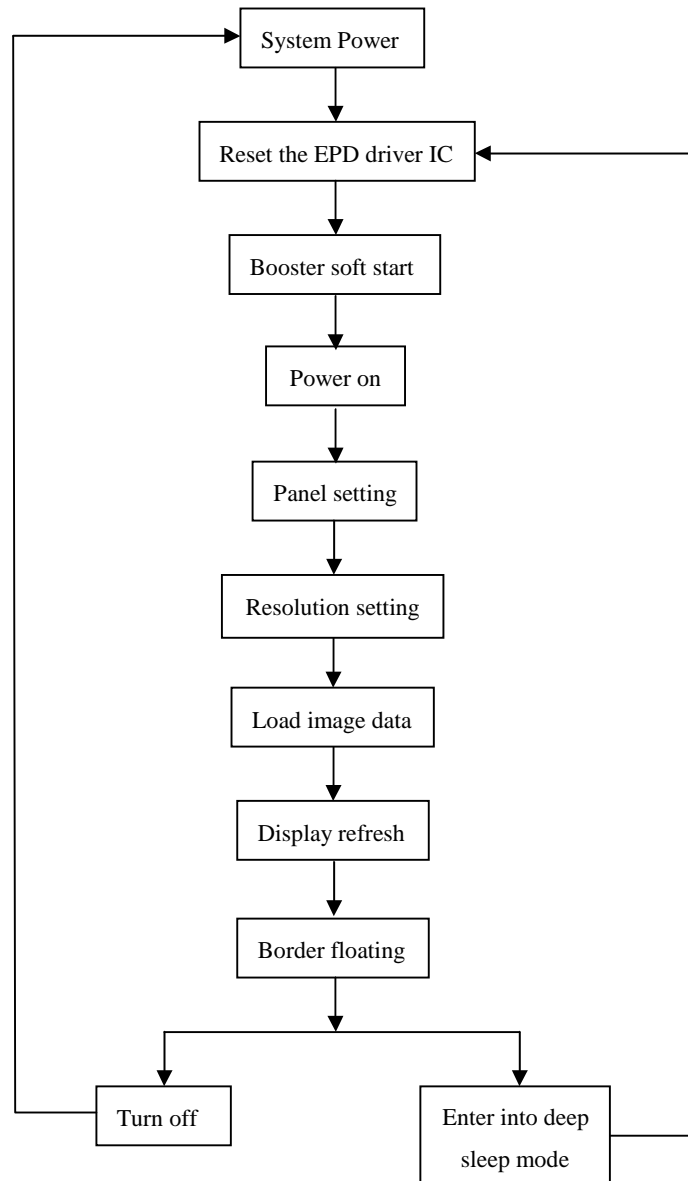 System Power
Reset the EPD driver IC
Booster soft start
Power on
Panel setting
Resolution setting
Load image data
Display refresh
Border floating
Turn off
Enter into deep
sleep mode